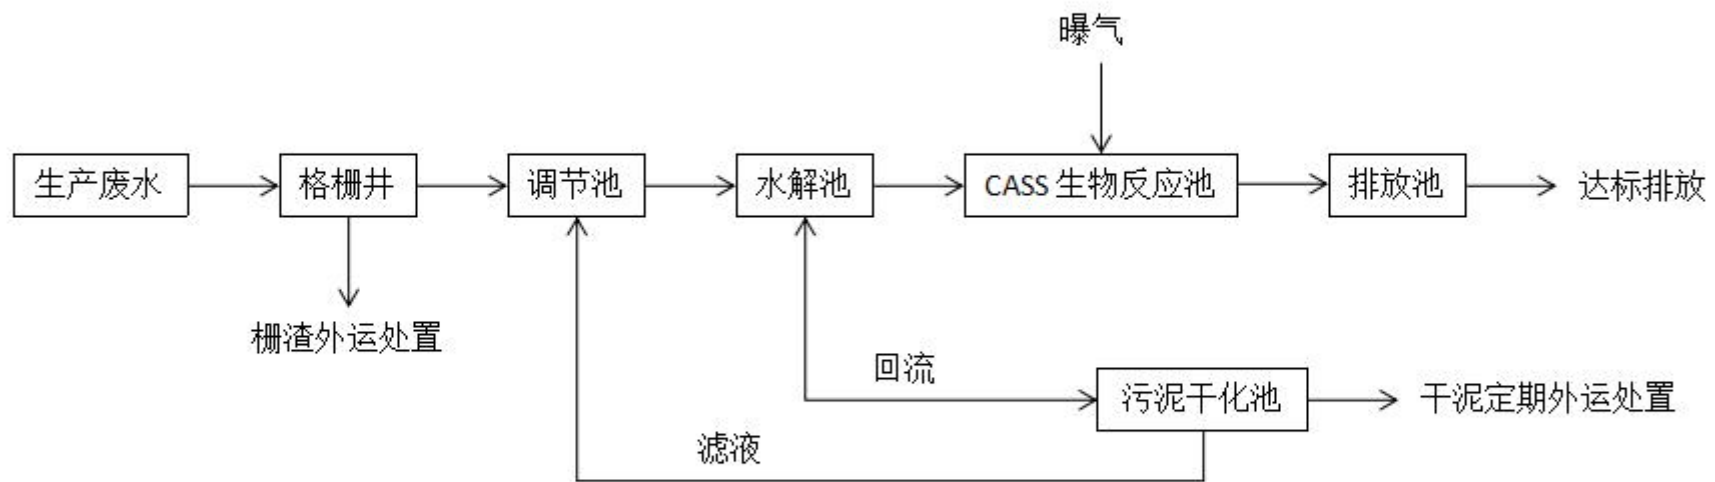 曝气
生产废水
格栅井
调节池
水解池
CASS 生物反应池
排放池
达标排放
栅渣外运处置
回流
污泥干化池
干泥定期外运处置
滤液